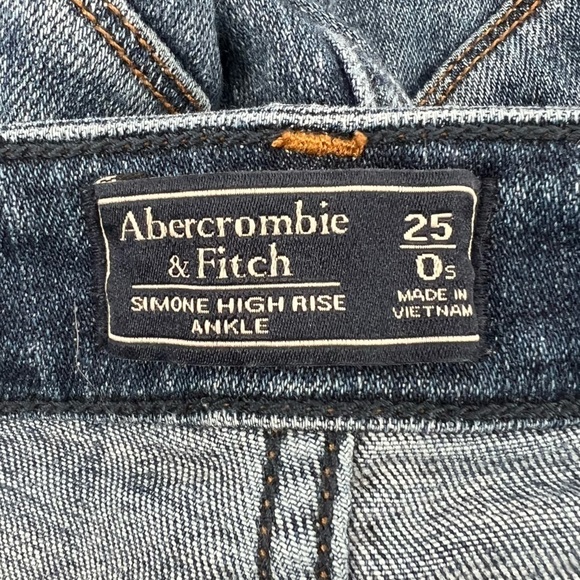 Abercrombie
& Fitch
SIMONE HIGH RISE
ANKLE
25
0s
MADE IN
VIETNAM